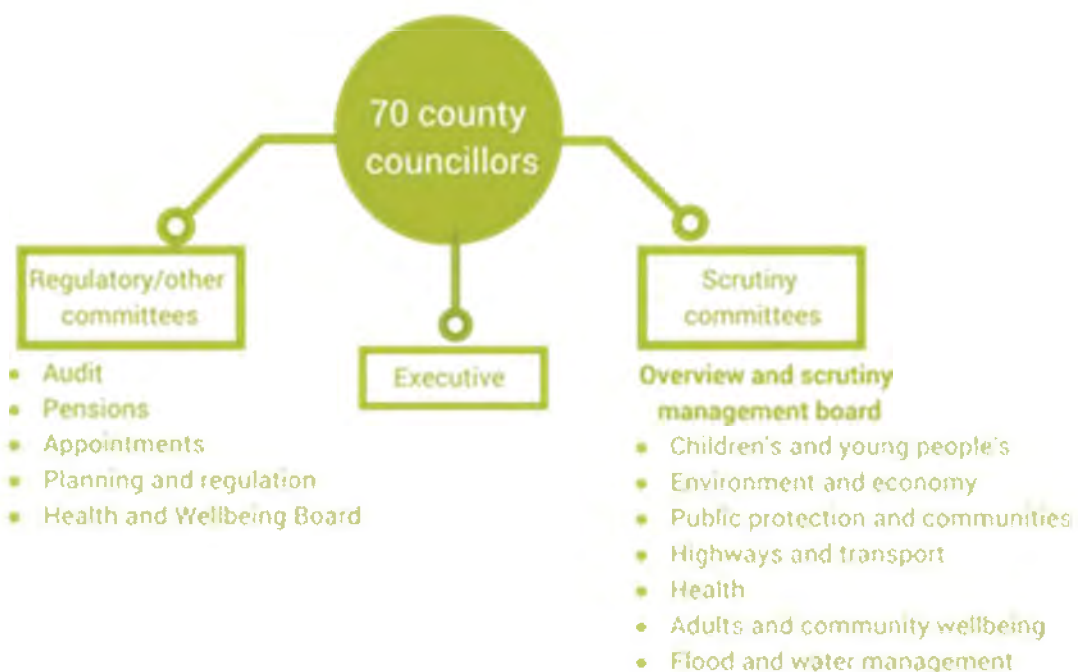 70 county
councillors
Regulatory/other
committees
• Audit
• Pensions
• Appointments
• Planning and regulation
• Health and Wellbeing Board
Executive
Scrutiny
committees
Overview and scrutiny
management board
• Children's and young people's
• Environment and economy
• Public protection and communities
• Highways and transport
• Health
• Adults and community wellbeing
• Flood and water management